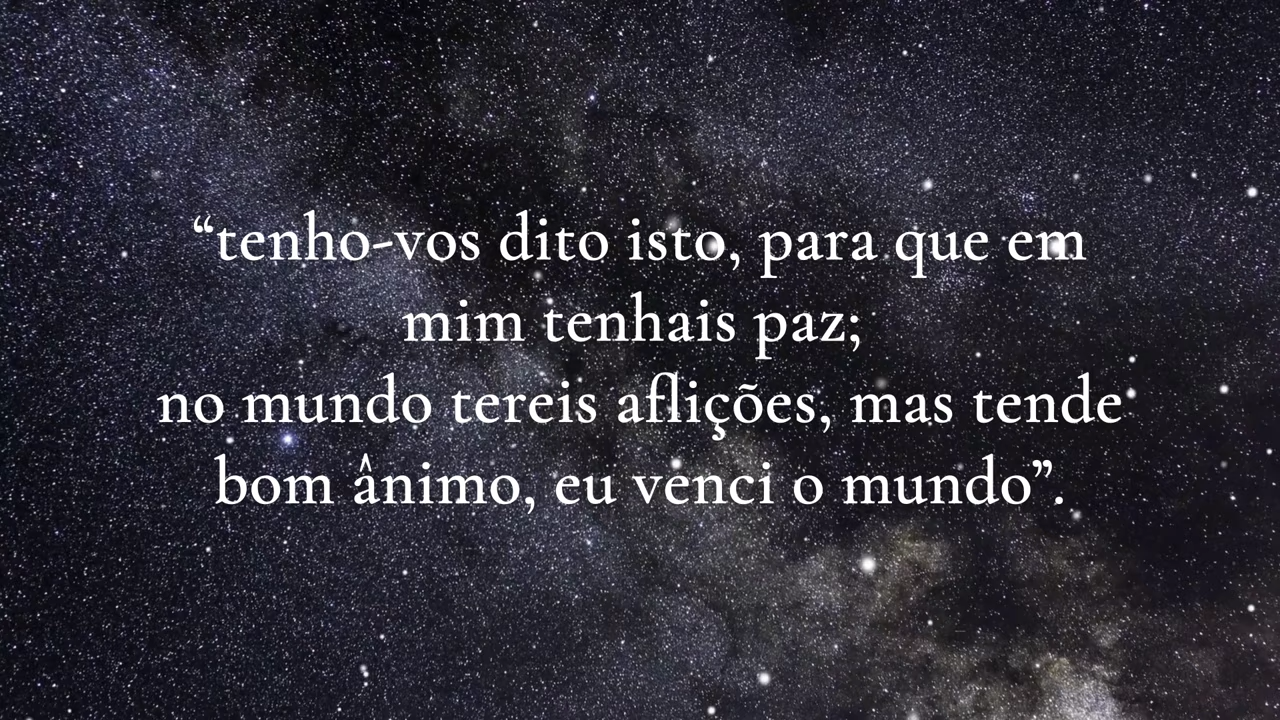 “tenho-vos dito isto, para que em
mim tenhais paz;
no mundo tereis aflições, mas tende
bom ânimo, eu venci o mundo”.